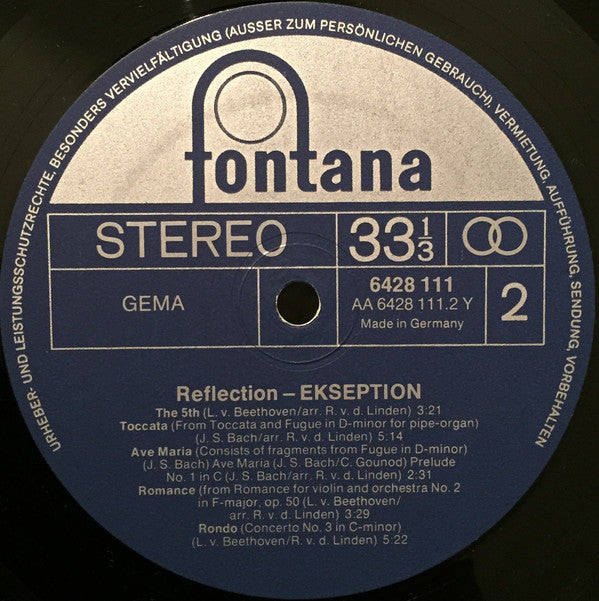 URHEBER- UND LEISTUNGSSCHUTZRECHTE, BESONDERS VERVIELFÄLTIGUNG (AUSSER ZUM PERSÖNLICHEN GEBRAUCH), VERMIETUNG, AUFFÜHRUNG, SENDUNG, VORBEHALTEN
fontana
STEREO 33 1/3
GEMA
6428 111
AA 6428 111.2 Y
Made in Germany
2
Reflection – EKSEPTION
The 5th (L. v. Beethoven/arr. R. v. d. Linden) 3:21
Toccata (From Toccata and Fugue in D-minor for pipe-organ)
(J. S. Bach/arr. R. v. d. Linden) 5:14
Ave Maria (Consists of fragments from Fugue in D-minor)
(J. S. Bach) Ave Maria (J. S. Bach/C. Gounod) Prelude
No. 1 in C (J. S. Bach/arr. R. v. d. Linden) 2:31
Romance (from Romance for violin and orchestra No. 2
in F-major, op. 50 (L. v. Beethoven/
arr. R. v. d. Linden) 3:29
Rondo (Concerto No. 3 in C-minor)
(L. v. Beethoven/arr. R. v. d. Linden) 5:22